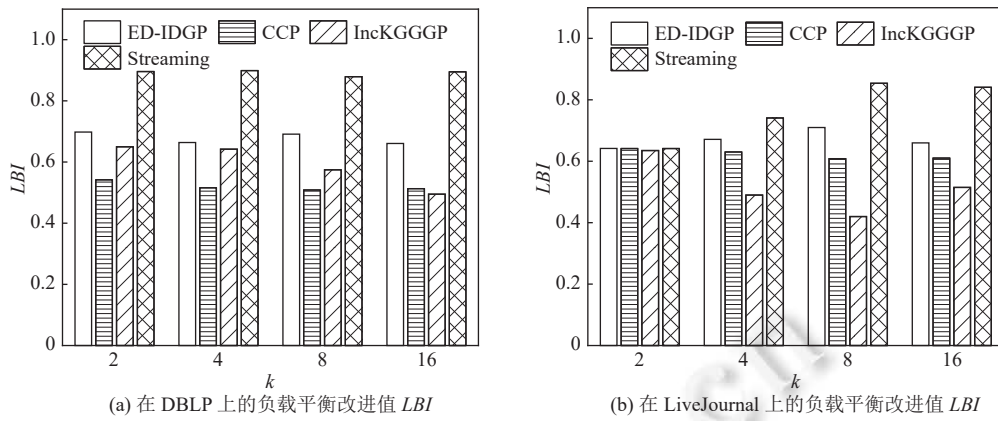 1.0
0.8
0.6
0.4
0.2
0
LBI
ED-IDGP CCP IncKGGGP
Streaming
2 4 8 16
k
(a) 在 DBLP 上的负载平衡改进值 LBI
1.0
0.8
0.6
0.4
0.2
0
LBI
ED-IDGP CCP IncKGGGP
Streaming
2 4 8 16
k
(b) 在 LiveJournal 上的负载平衡改进值 LBI